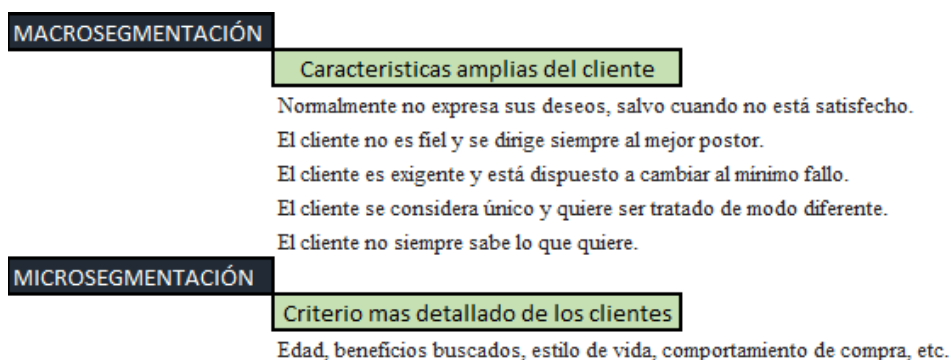 MACROSEGMENTACIÓN
Caracteristicas amplias del cliente
Normalmente no expresa sus deseos, salvo cuando no está satisfecho.
El cliente no es fiel y se dirige siempre al mejor postor.
El cliente es exigente y está dispuesto a cambiar al mínimo fallo.
El cliente se considera único y quiere ser tratado de modo diferente.
El cliente no siempre sabe lo que quiere.
MICROSEGMENTACIÓN
Criterio mas detallado de los clientes
Edad, beneficios buscados, estilo de vida, comportamiento de compra, etc.